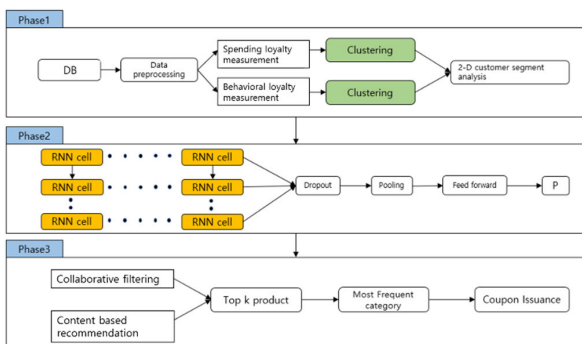 Phase1
DB
Data
preprocessing
Spending loyalty
measurement
Clustering
Behavioral loyalty
measurement
Clustering
2-D customer segment
analysis
Phase2
RNN cell
RNN cell
RNN cell
RNN cell
RNN cell
RNN cell
Dropout
Pooling
Feed forward
P
Phase3
Collaborative filtering
Content based
recommendation
Top k product
Most Frequent
category
Coupon Issuance